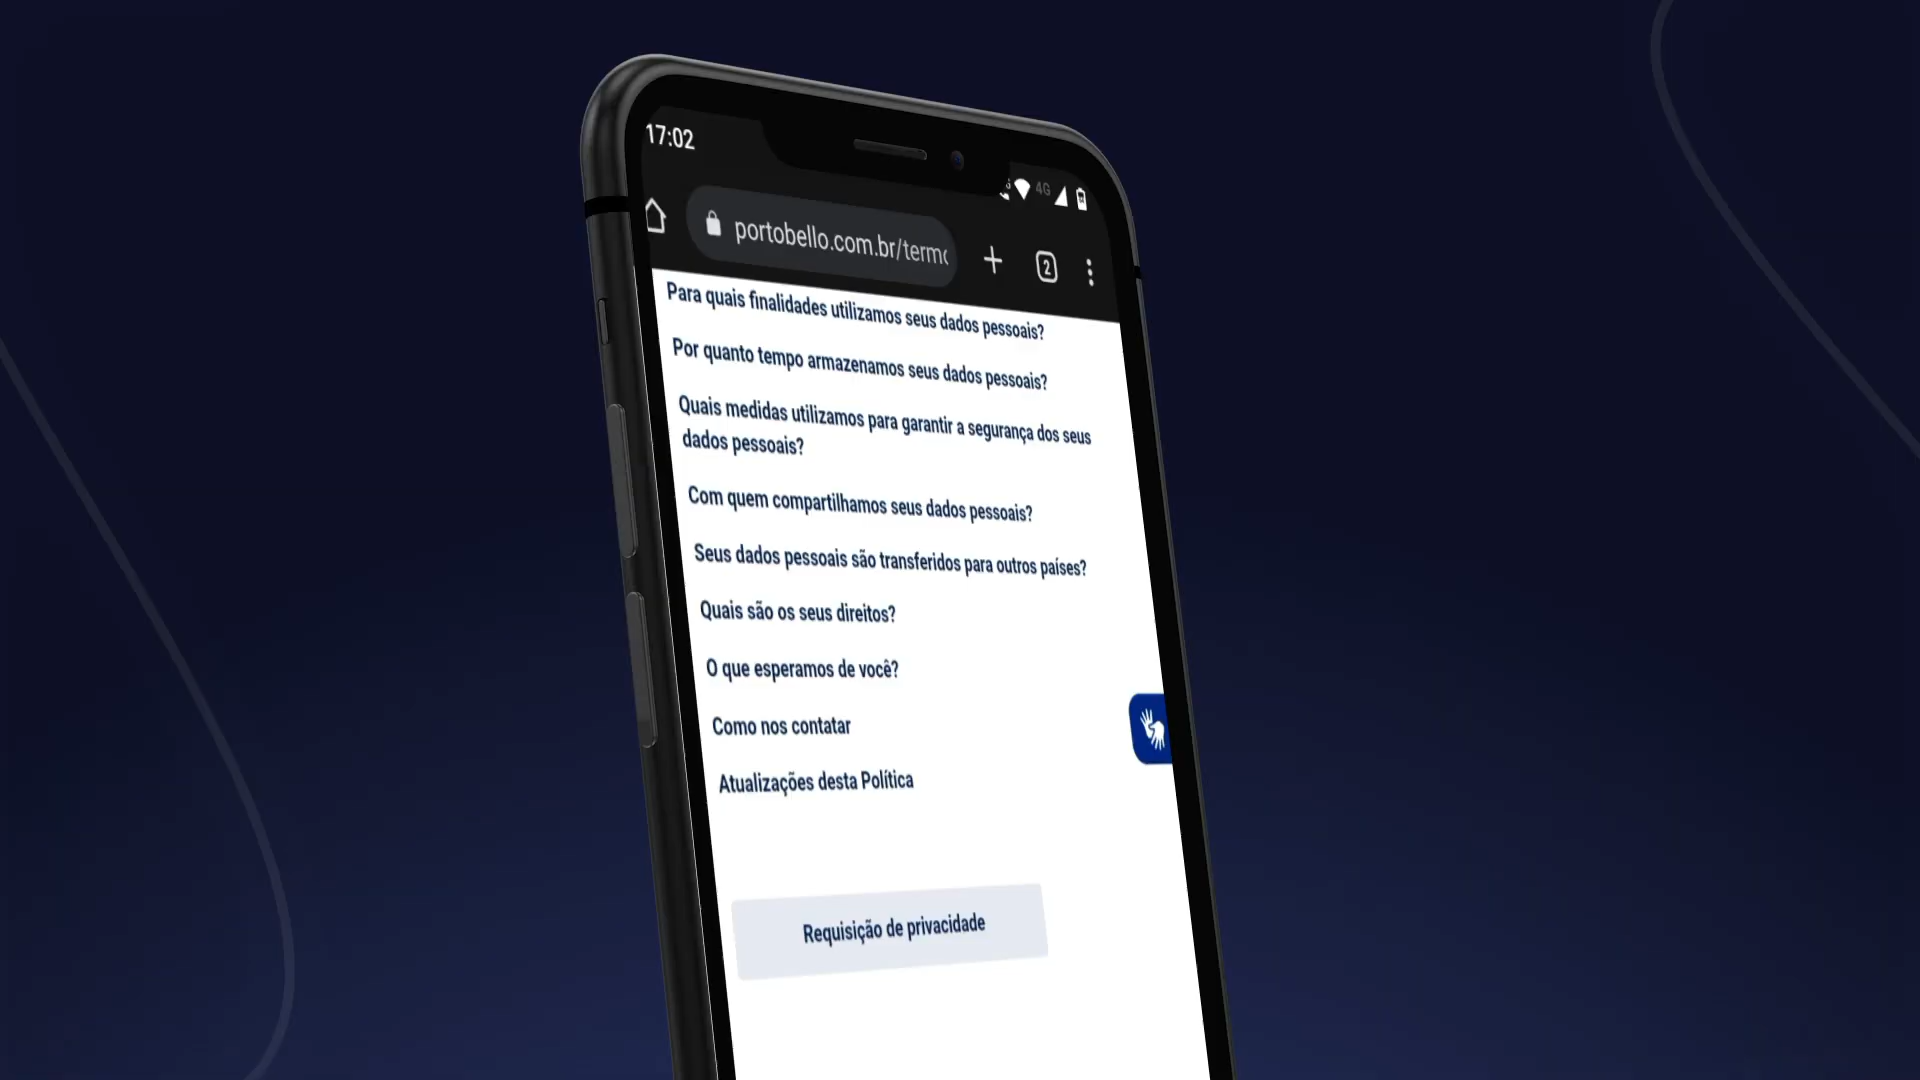 17:02
4G
portobello.com.br/term
2
Para quais finalidades utilizamos seus dados pessoais?
Por quanto tempo armazenamos seus dados pessoais?
Quais medidas utilizamos para garantir a segurança dos seus
dados pessoais?
Com quem compartilhamos seus dados pessoais?
Seus dados pessoais são transferidos para outros países?
Quais são os seus direitos?
O que esperamos de você?
Como nos contatar
Atualizações desta Política
Requisição de privacidade